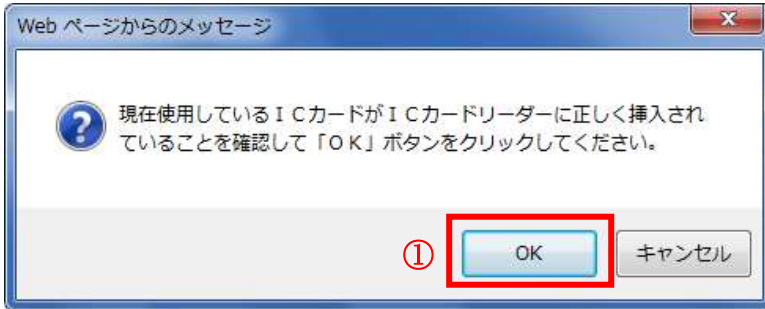 Web ページからのメッセージ
現在使用しているＩＣカードがＩＣカードリーダーに正しく挿入され
ていることを確認して「ＯＫ」ボタンをクリックしてください。
① OK キャンセル